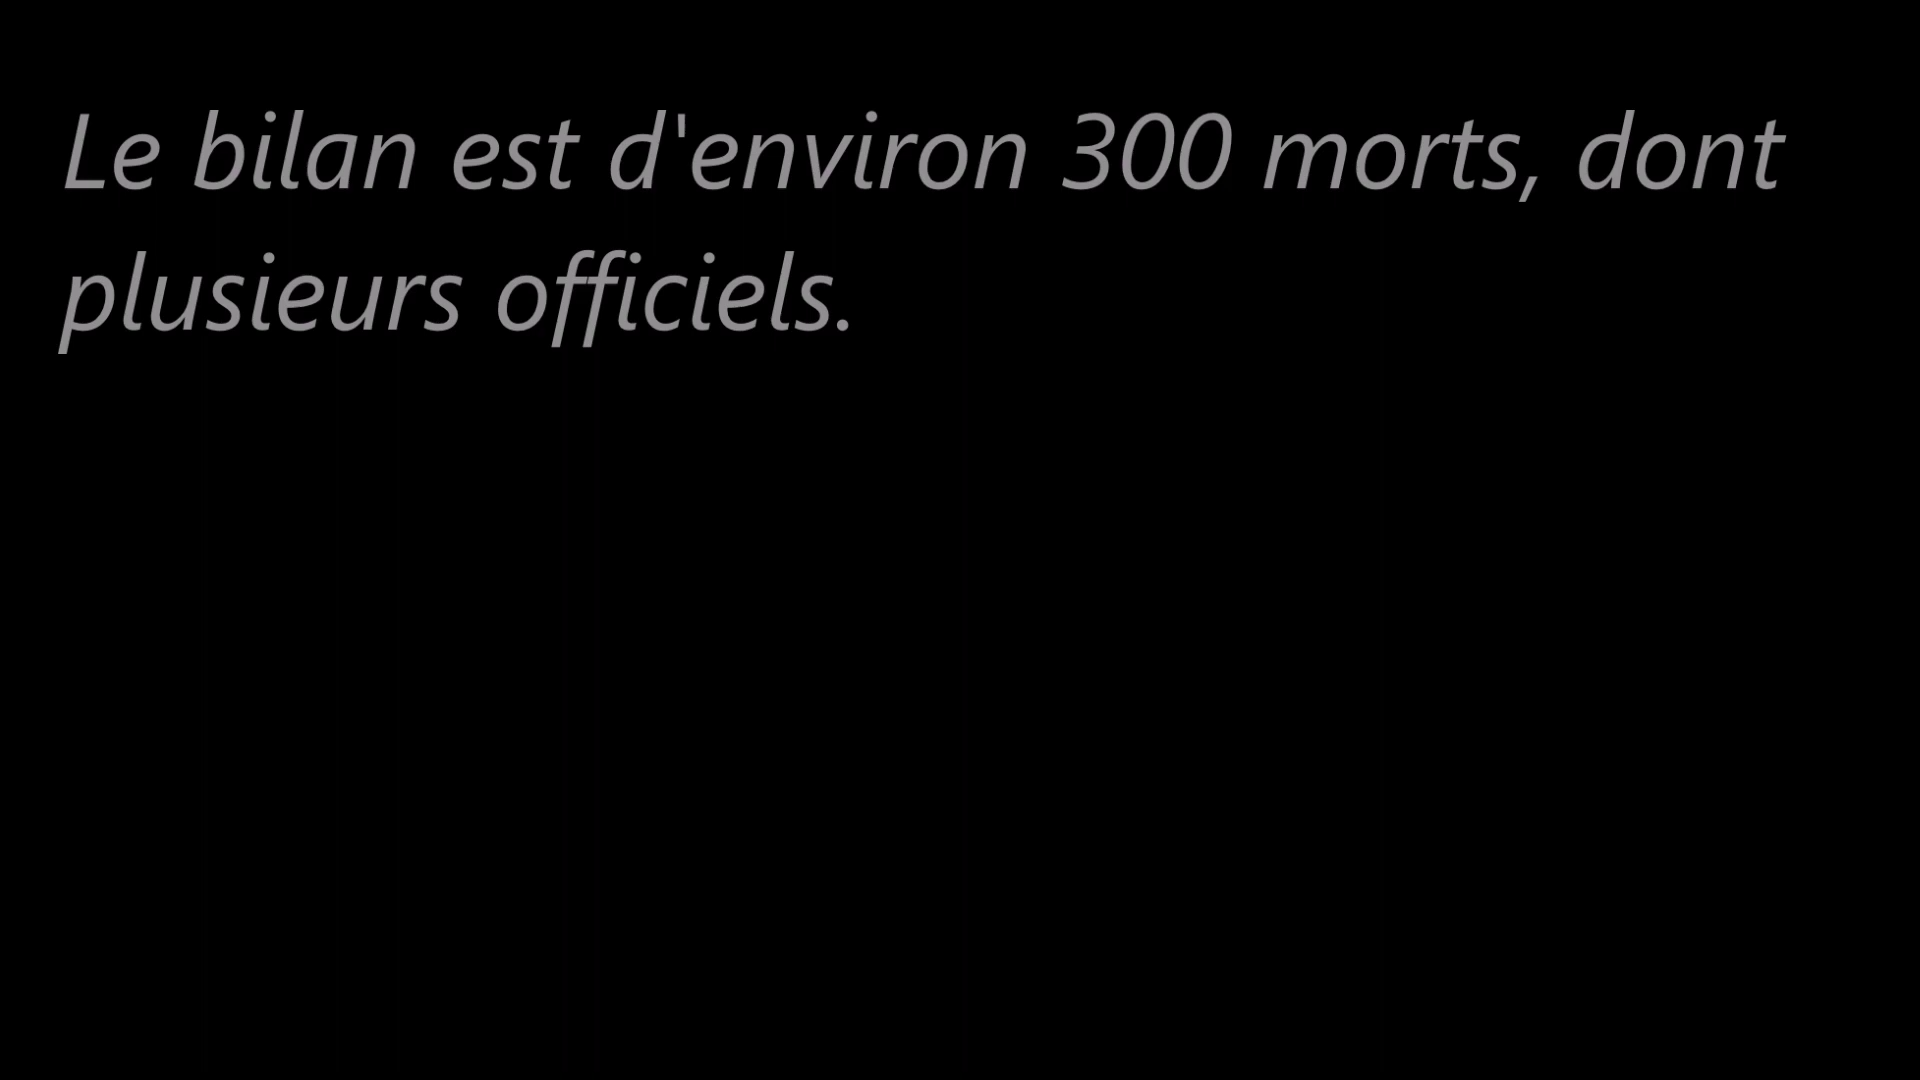 Le bilan est d'environ 300 morts, dont
plusieurs officiels.